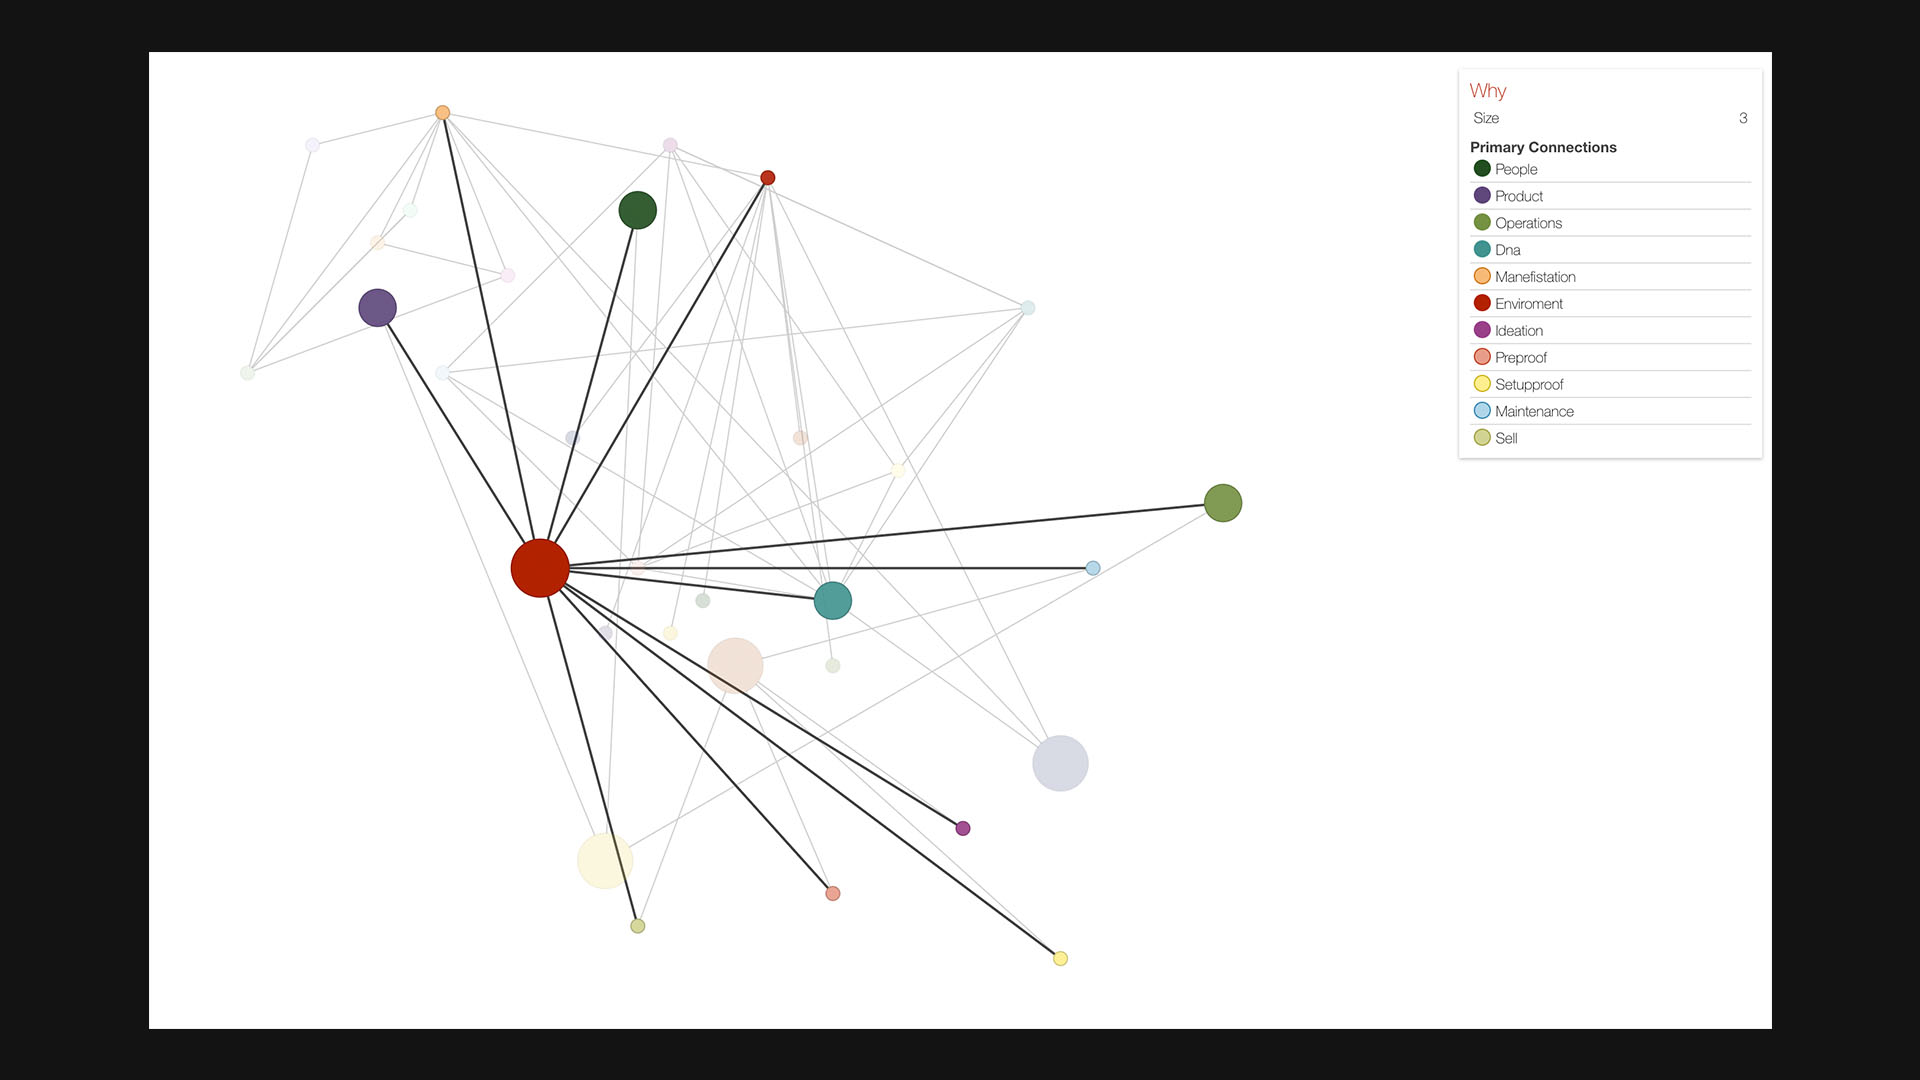 Why
Size 3
Primary Connections
People
Product
Operations
Dna
Manefistation
Enviroment
Ideation
Preproof
Setupproof
Maintenance
Sell